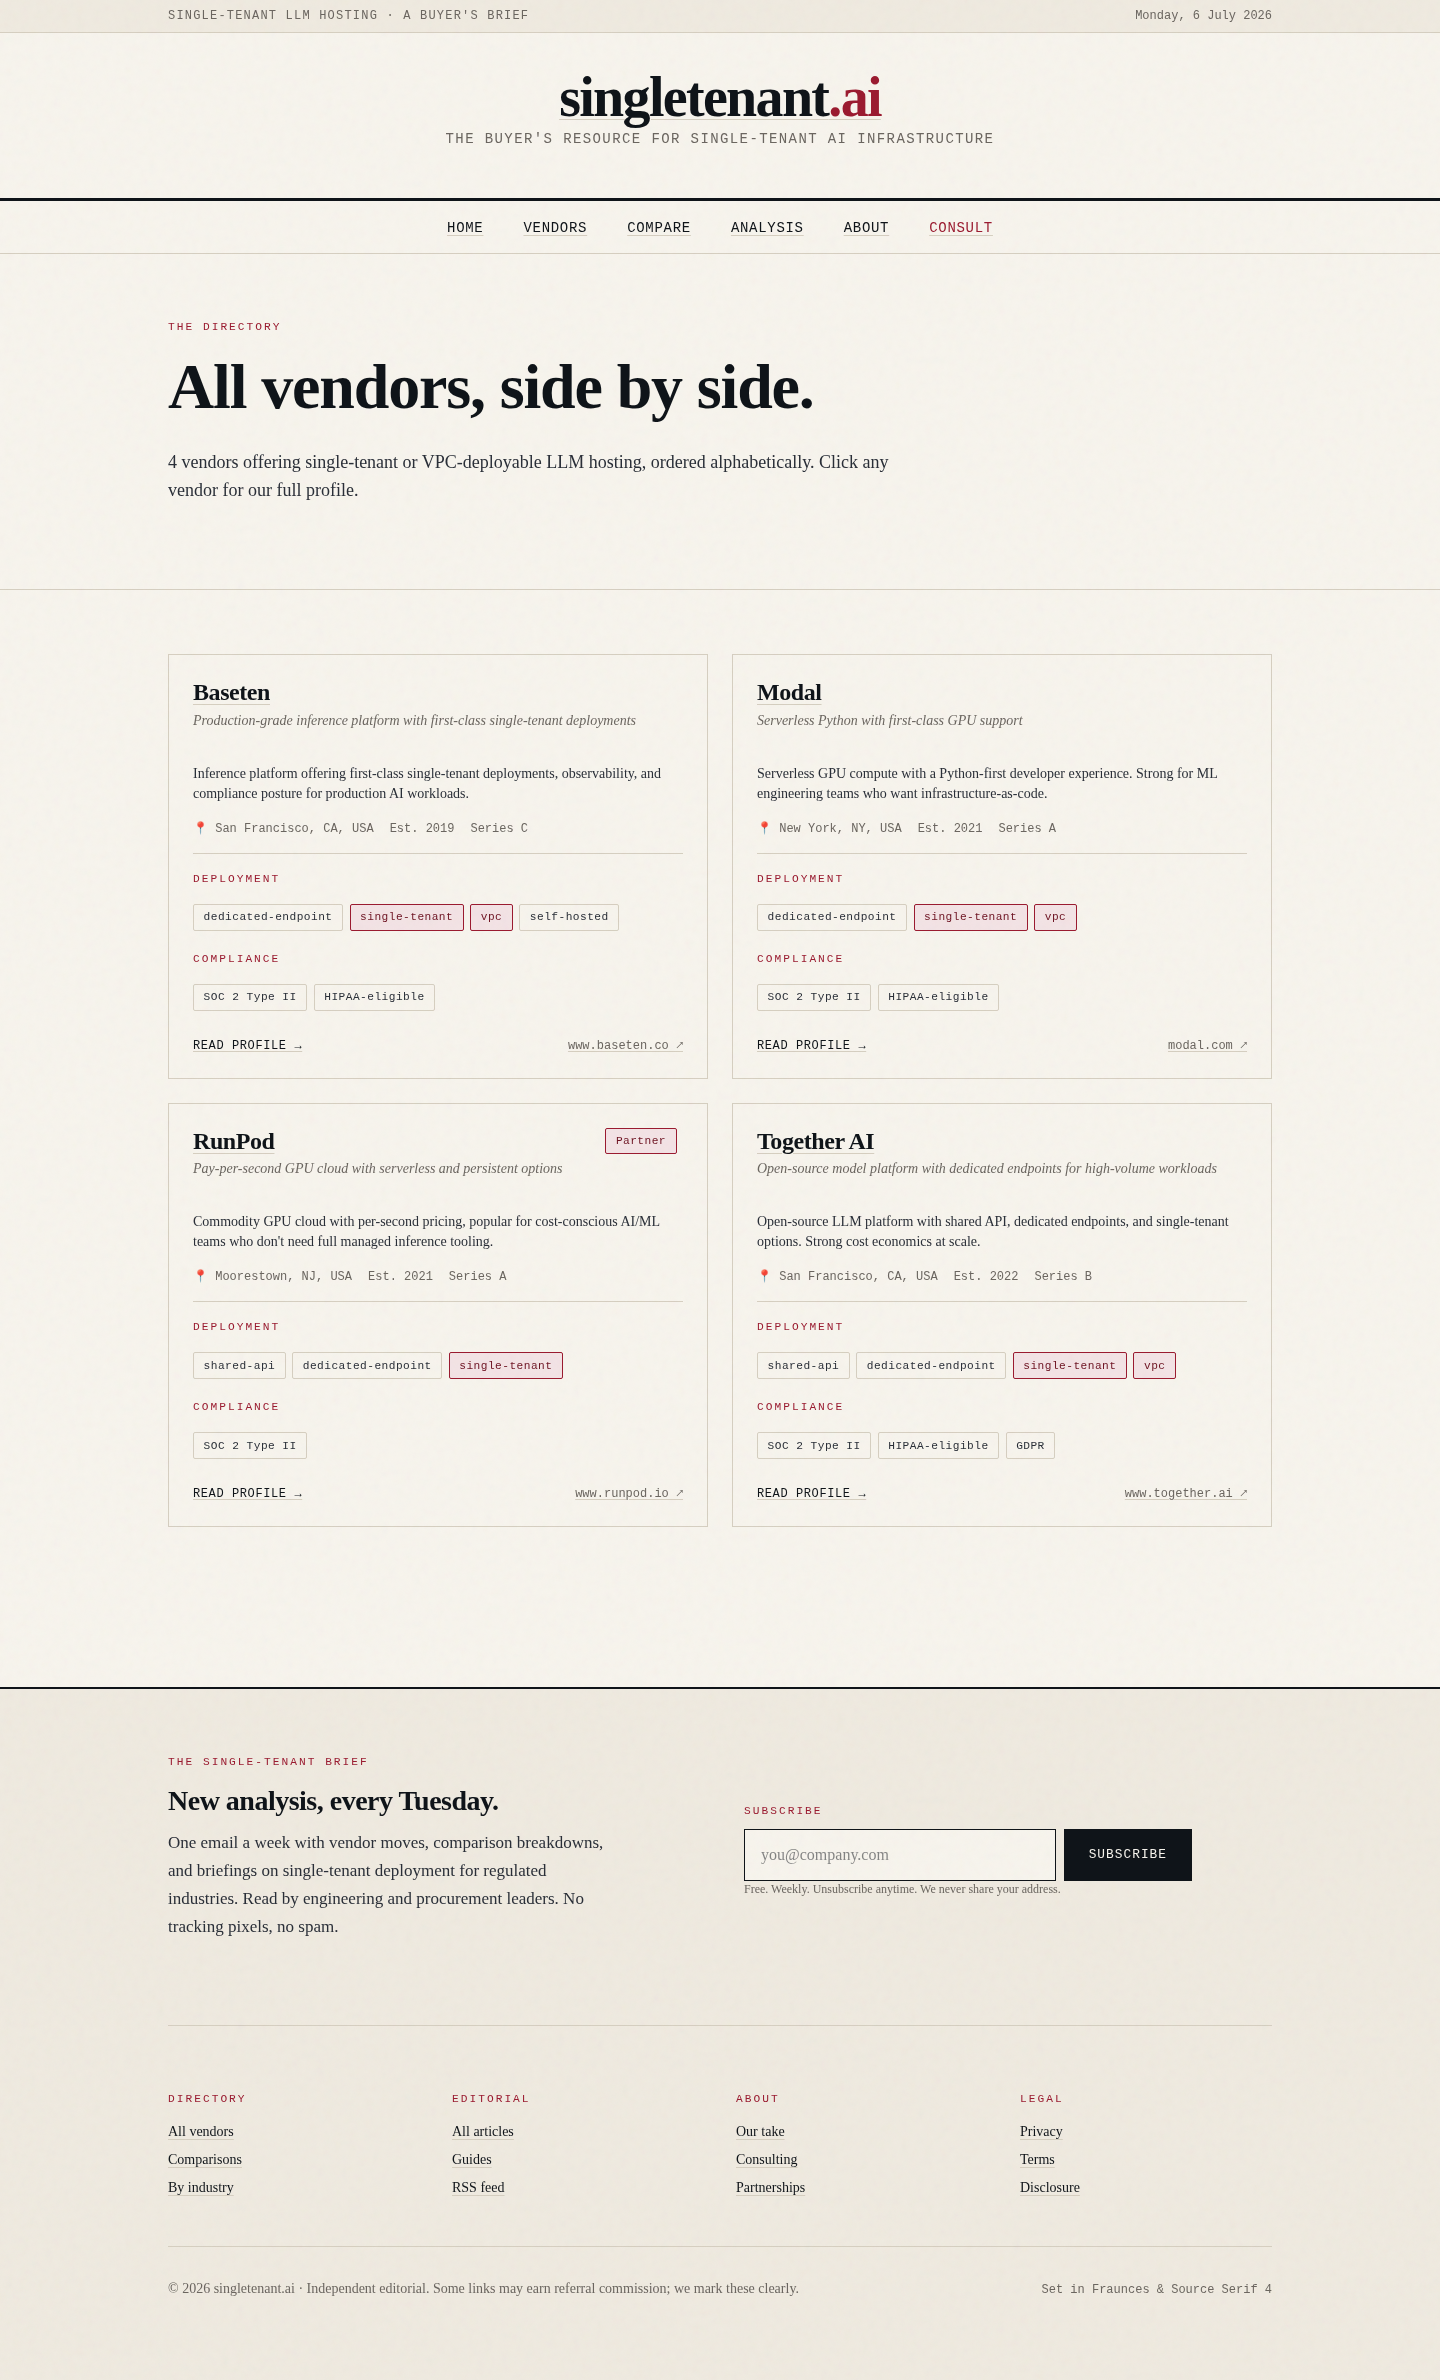 SINGLE-TENANT LLM HOSTING · A BUYER'S BRIEF
Monday, 6 July 2026
singletenant.ai
THE BUYER'S RESOURCE FOR SINGLE-TENANT AI INFRASTRUCTURE
HOME VENDORS COMPARE ANALYSIS ABOUT CONSULT
THE DIRECTORY
All vendors, side by side.
4 vendors offering single-tenant or VPC-deployable LLM hosting, ordered alphabetically. Click any
vendor for our full profile.
Baseten
Production-grade inference platform with first-class single-tenant deployments
Inference platform offering first-class single-tenant deployments, observability, and
compliance posture for production AI workloads.
📍 San Francisco, CA, USA Est. 2019 Series C
DEPLOYMENT
dedicated-endpoint single-tenant vpc self-hosted
COMPLIANCE
SOC 2 Type II HIPAA-eligible
READ PROFILE → www.baseten.co ↗
Modal
Serverless Python with first-class GPU support
Serverless GPU compute with a Python-first developer experience. Strong for ML
engineering teams who want infrastructure-as-code.
📍 New York, NY, USA Est. 2021 Series A
DEPLOYMENT
dedicated-endpoint single-tenant vpc
COMPLIANCE
SOC 2 Type II HIPAA-eligible
READ PROFILE → modal.com ↗
RunPod
Partner
Pay-per-second GPU cloud with serverless and persistent options
Commodity GPU cloud with per-second pricing, popular for cost-conscious AI/ML
teams who don't need full managed inference tooling.
📍 Moorestown, NJ, USA Est. 2021 Series A
DEPLOYMENT
shared-api dedicated-endpoint single-tenant
COMPLIANCE
SOC 2 Type II
READ PROFILE → www.runpod.io ↗
Together AI
Open-source model platform with dedicated endpoints for high-volume workloads
Open-source LLM platform with shared API, dedicated endpoints, and single-tenant
options. Strong cost economics at scale.
📍 San Francisco, CA, USA Est. 2022 Series B
DEPLOYMENT
shared-api dedicated-endpoint single-tenant vpc
COMPLIANCE
SOC 2 Type II HIPAA-eligible GDPR
READ PROFILE → www.together.ai ↗
THE SINGLE-TENANT BRIEF
New analysis, every Tuesday.
One email a week with vendor moves, comparison breakdowns,
and briefings on single-tenant deployment for regulated
industries. Read by engineering and procurement leaders. No
tracking pixels, no spam.
SUBSCRIBE
you@company.com SUBSCRIBE
Free. Weekly. Unsubscribe anytime. We never share your address.
DIRECTORY
All vendors
Comparisons
By industry
EDITORIAL
All articles
Guides
RSS feed
ABOUT
Our take
Consulting
Partnerships
LEGAL
Privacy
Terms
Disclosure
© 2026 singletenant.ai · Independent editorial. Some links may earn referral commission; we mark these clearly.
Set in Fraunces & Source Serif 4